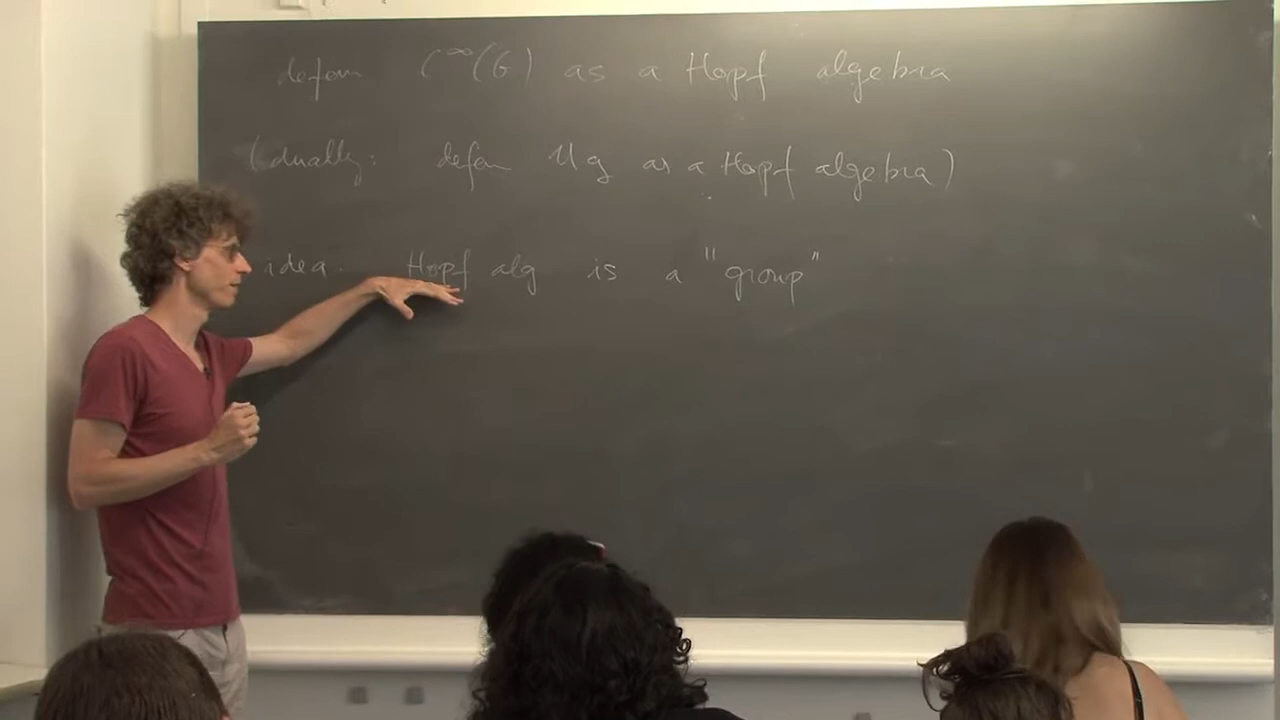 deform C^∞(G) as a Hopf algebra
(dually: deform Ug as a Hopf algebra)
idea. Hopf alg is a "group"